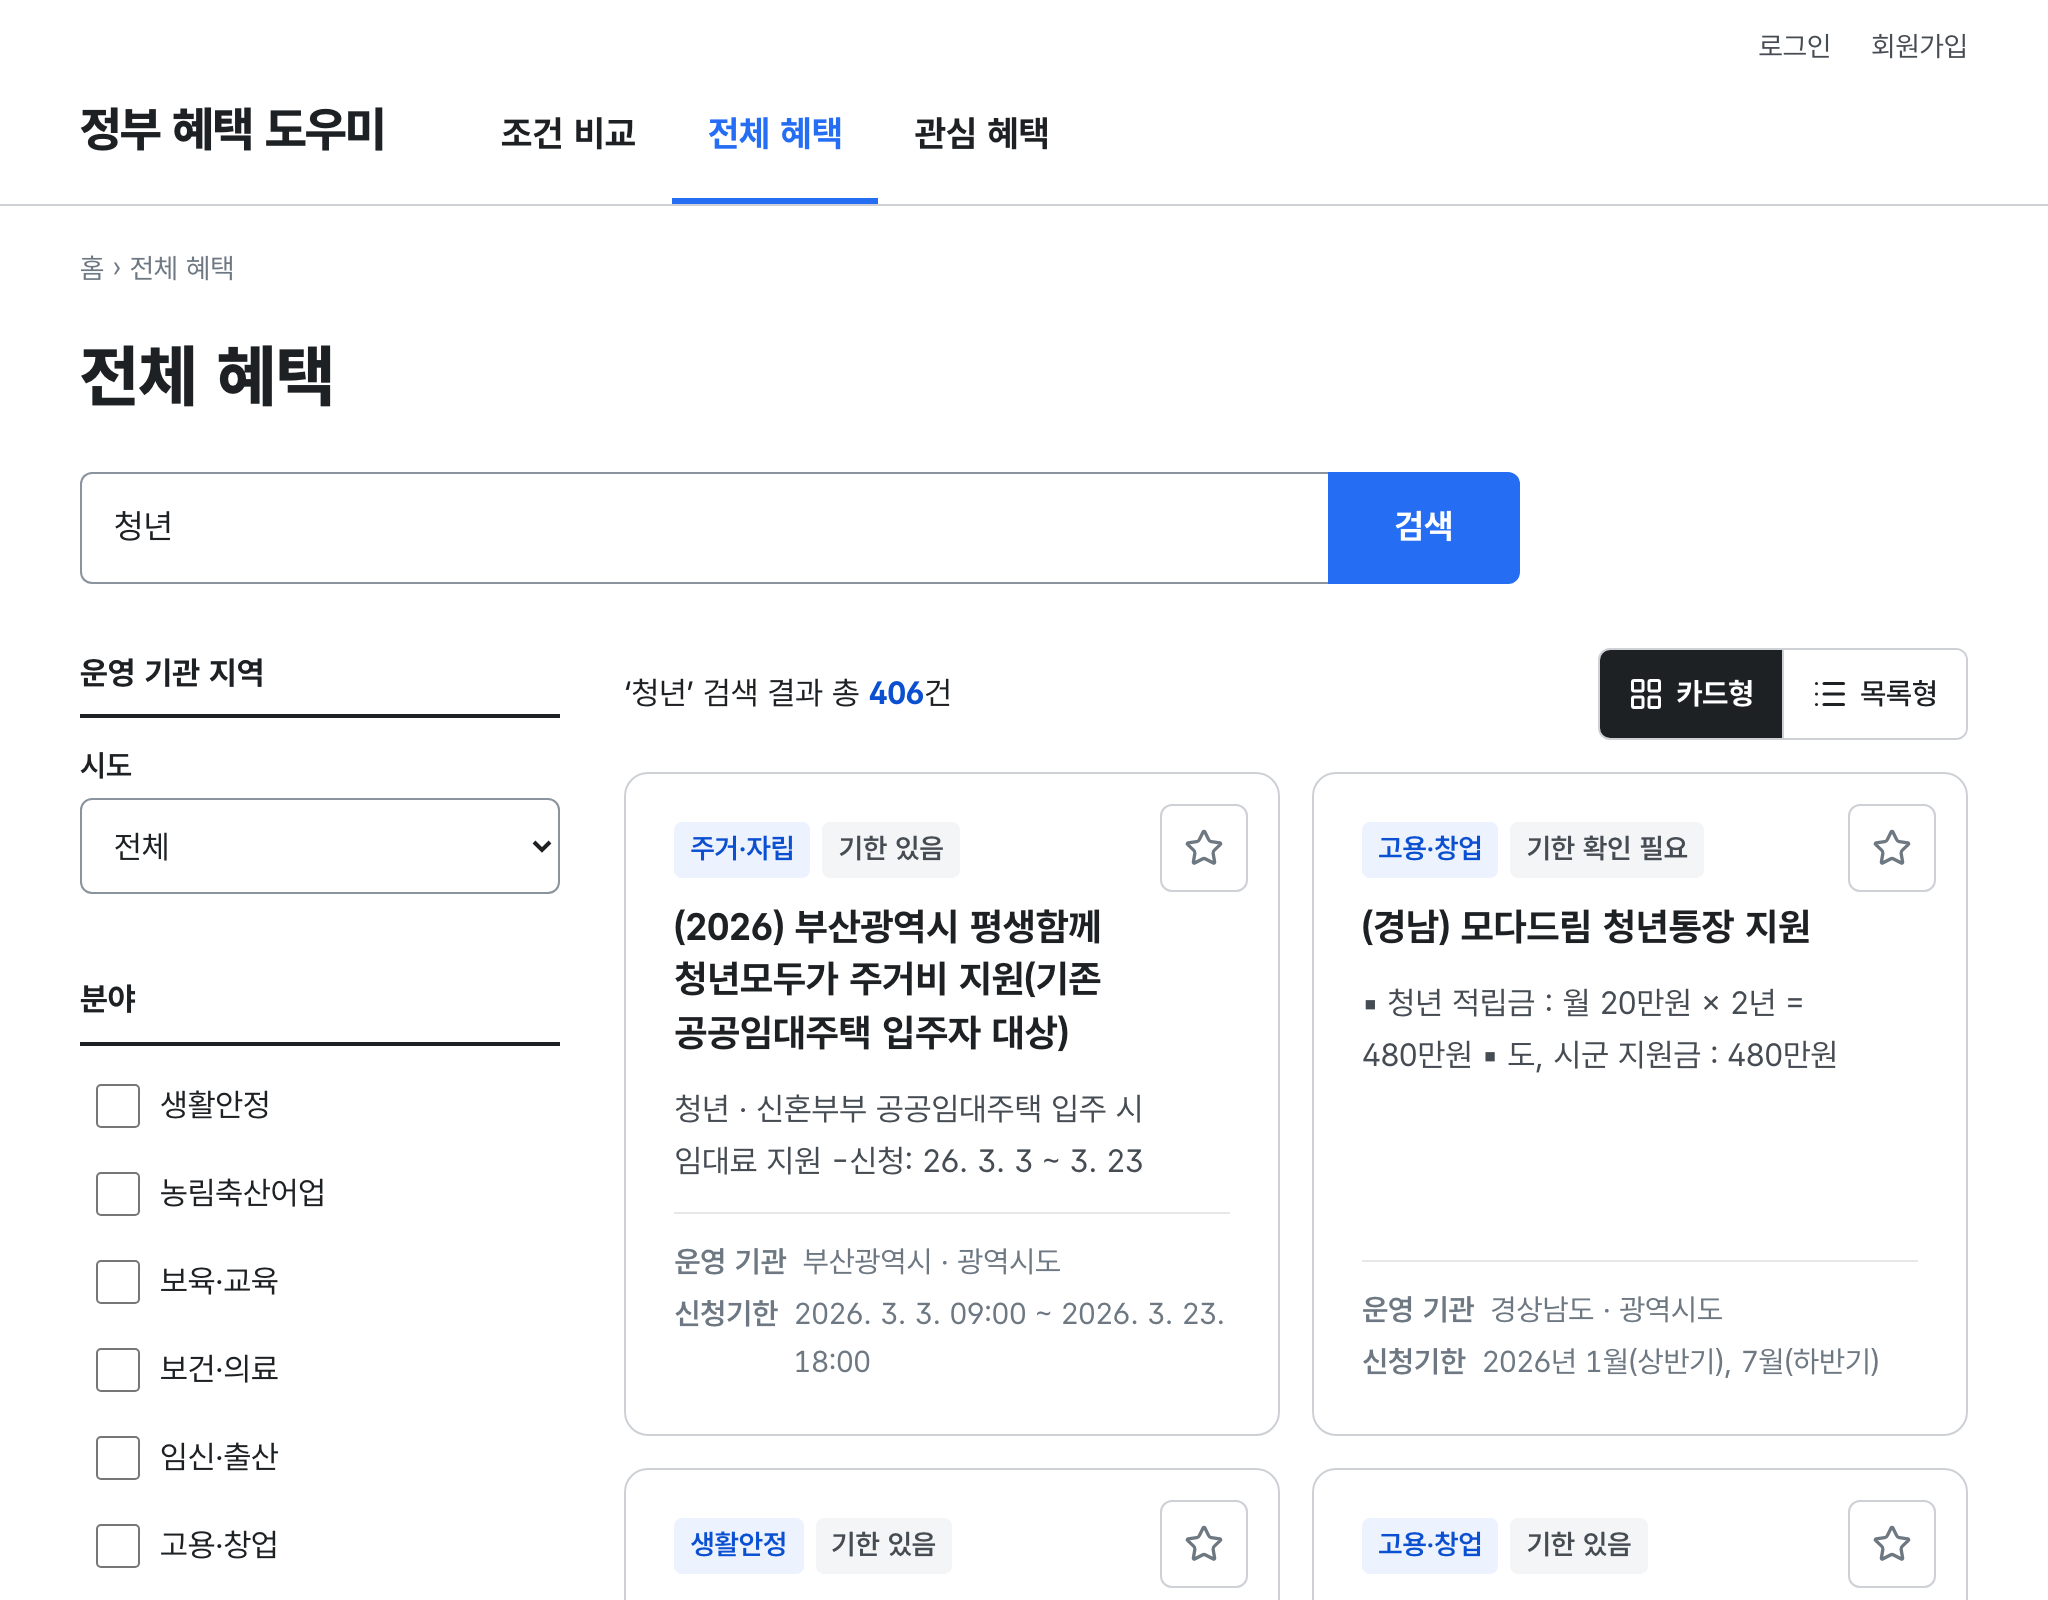 로그인 회원가입
정부 혜택 도우미 조건 비교 전체 혜택 관심 혜택
홈 › 전체 혜택
전체 혜택
청년 검색
운영 기관 지역
시도
전체
분야
생활안정
농림축산어업
보육·교육
보건·의료
임신·출산
고용·창업
‘청년’ 검색 결과 총 406건
카드형 목록형
주거·자립 기한 있음
(2026) 부산광역시 평생함께
청년모두가 주거비 지원(기존
공공임대주택 입주자 대상)
청년 · 신혼부부 공공임대주택 입주 시
임대료 지원 -신청: 26. 3. 3 ~ 3. 23
운영 기관 부산광역시 · 광역시도
신청기한 2026. 3. 3. 09:00 ~ 2026. 3. 23.
18:00
고용·창업 기한 확인 필요
(경남) 모다드림 청년통장 지원
▪ 청년 적립금 : 월 20만원 × 2년 =
480만원 ▪ 도, 시군 지원금 : 480만원
운영 기관 경상남도 · 광역시도
신청기한 2026년 1월(상반기), 7월(하반기)
생활안정 기한 있음
고용·창업 기한 있음